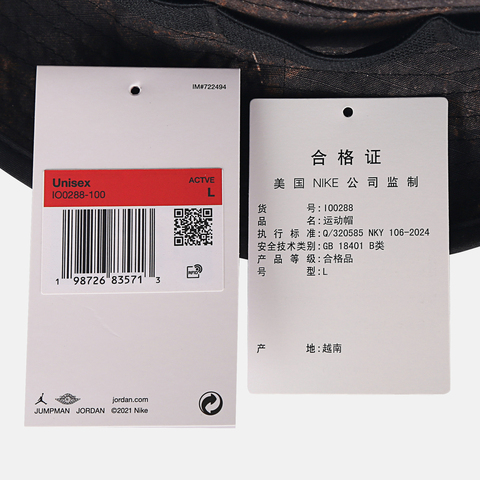 IM#722494
Unisex
ACTVE
IO0288-100
L
RFID
1 98726 83571 3
JUMPMAN JORDAN
jordan.com
©2021 Nike
合格证
美国 NIKE 公司监制
货 号:IO0288
品 名:运动帽
执行标准:Q/320585 NKY 106-2024
安全技术类别:GB 18401 B类
产品等级:合格品
号 型:L
产 地:越南